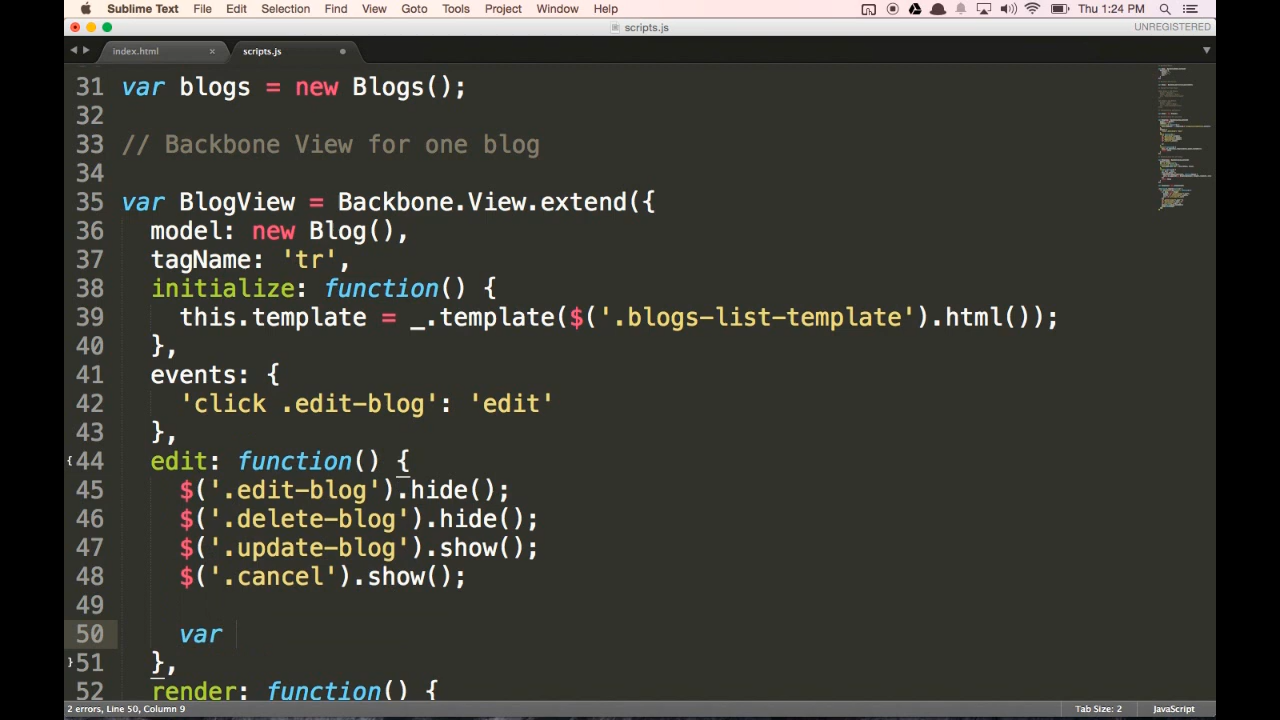 Sublime Text File Edit Selection Find View Goto Tools Project Window Help Thu 1:24 PM
scripts.js UNREGISTERED
index.html × scripts.js
31 var blogs = new Blogs();
32
33 // Backbone View for one blog
34
35 var BlogView = Backbone.View.extend({
36 model: new Blog(),
37 tagName: 'tr',
38 initialize: function() {
39 this.template = _.template($('.blogs-list-template').html());
40 },
41 events: {
42 'click .edit-blog': 'edit'
43 },
44 edit: function() {
45 $('.edit-blog').hide();
46 $('.delete-blog').hide();
47 $('.update-blog').show();
48 $('.cancel').show();
49
50 var
51 },
52 render: function() {
2 errors, Line 50, Column 9 Tab Size: 2 JavaScript